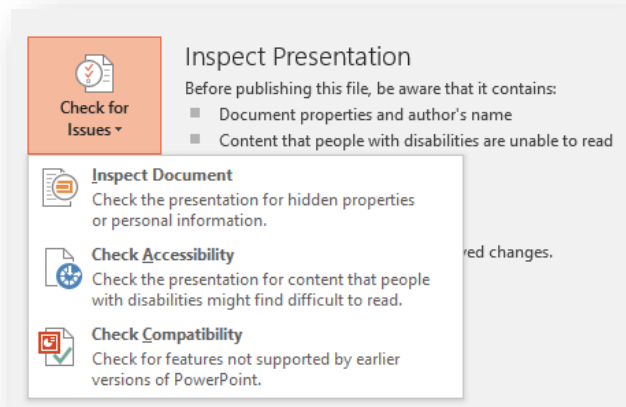 Inspect Presentation
Before publishing this file, be aware that it contains:
Document properties and author's name
Content that people with disabilities are unable to read
Check for
Issues
Inspect Document
Check the presentation for hidden properties
or personal information.
Check Accessibility
Check the presentation for content that people
with disabilities might find difficult to read.
changes.
Check Compatibility
Check for features not supported by earlier
versions of PowerPoint.